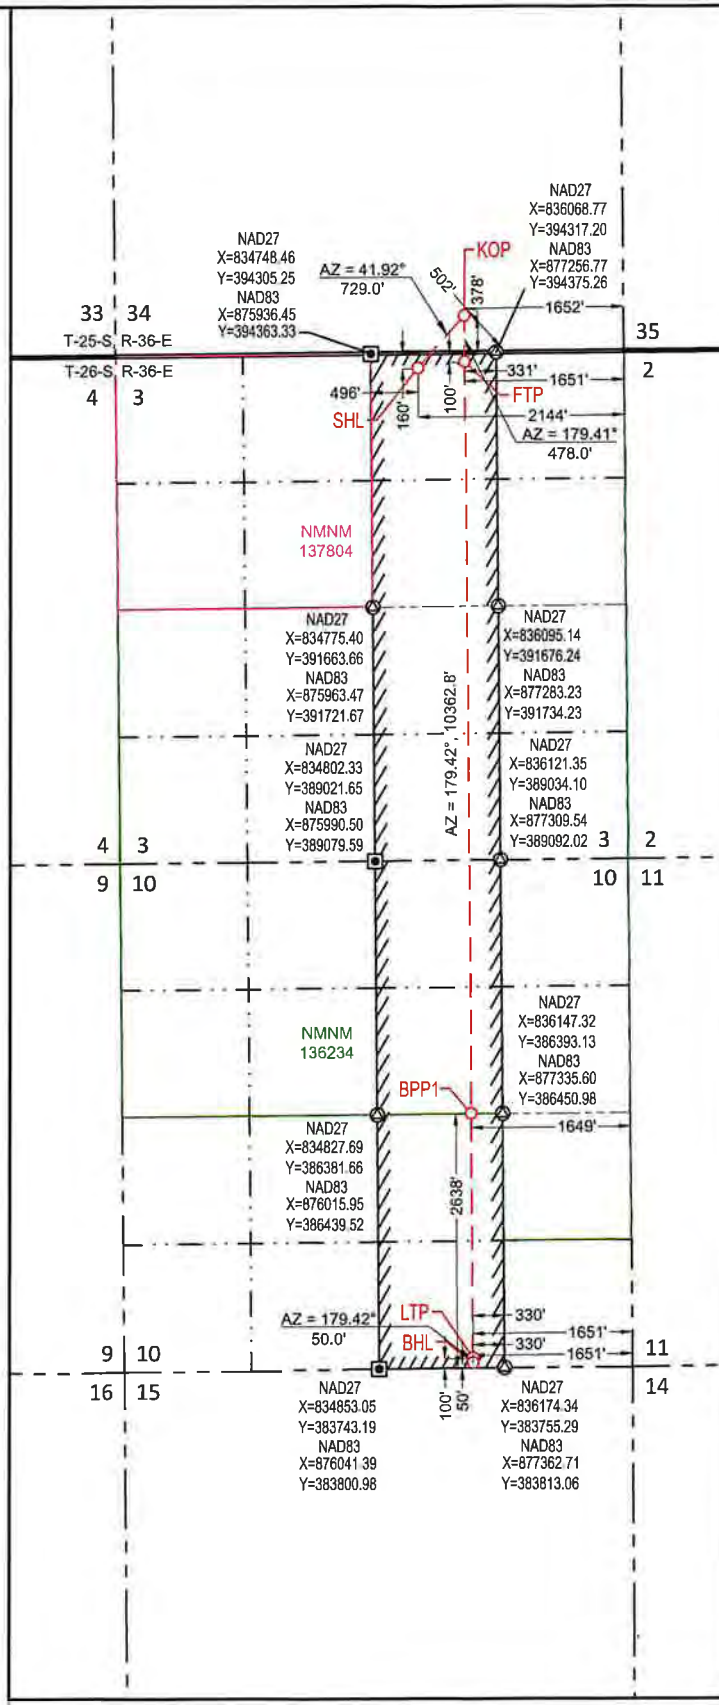 NAD27
X=836068.77
Y=394317.20
NAD83
X=877256.77
Y=394375.26
NAD27
X=834748.46
Y=394305.25
NAD83
X=875936.45
Y=394363.33
KOP
AZ = 41.92°
729.0'
502'
378'
1652'
33 34
35
T-25-S, R-36-E
T-26-S, R-36-E
4 3
2
331'
1651'
FTP
496'
160'
100'
2144'
SHL
AZ = 179.41°
478.0'
NMNM
137804
NAD27
X=834775.40
Y=391663.66
NAD83
X=875963.47
Y=391721.67
NAD27
X=836095.14
Y=391676.24
NAD83
X=877283.23
Y=391734.23
AZ = 179.42°, 10362.8'
NAD27
X=834802.33
Y=389021.65
NAD83
X=875990.50
Y=389079.59
NAD27
X=836121.35
Y=389034.10
NAD83
X=877309.54
Y=389092.02
4 3
3 2
9 10
10 11
NMNM
136234
NAD27
X=836147.32
Y=386393.13
NAD83
X=877335.60
Y=386450.98
BPP1
1649'
NAD27
X=834827.69
Y=386381.66
NAD83
X=876015.95
Y=386439.52
2638'
AZ = 179.42°
50.0'
LTP
BHL
330'
1651'
330'
1651'
9 10
11
16 15
14
100'
50'
NAD27
X=834853.05
Y=383743.19
NAD83
X=876041.39
Y=383800.98
NAD27
X=836174.34
Y=383755.29
NAD83
X=877362.71
Y=383813.06